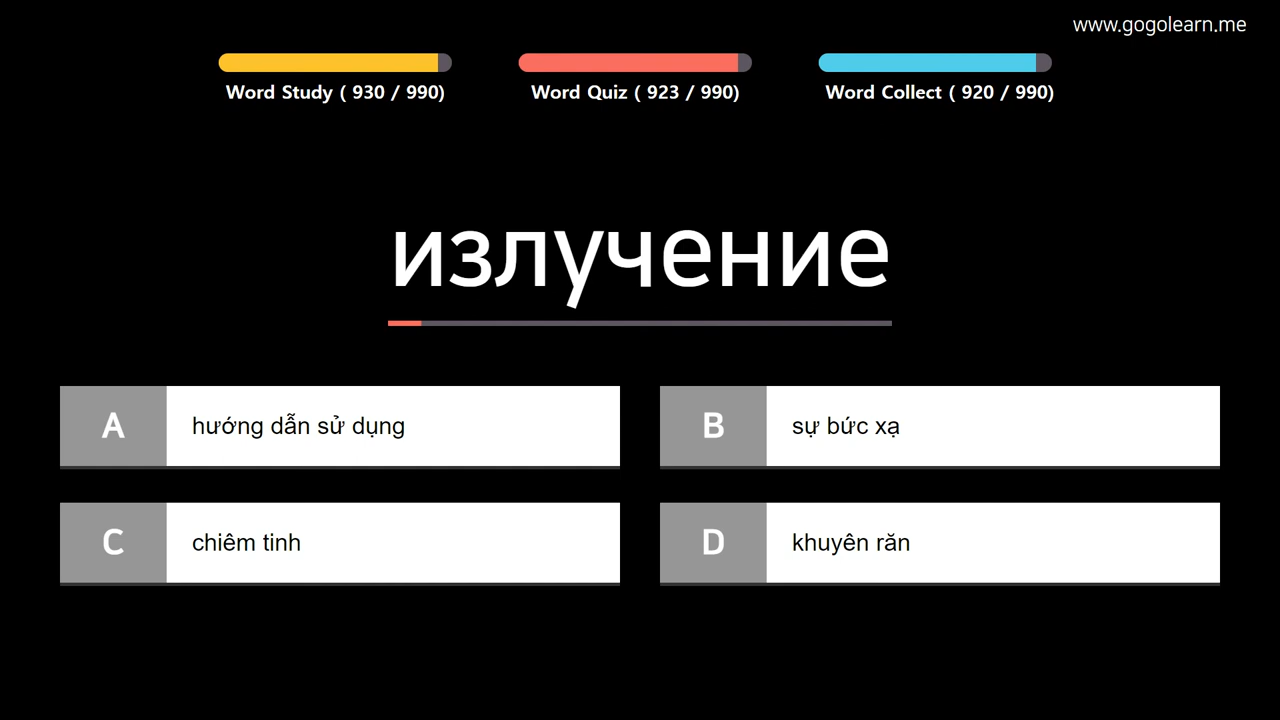 www.gogolearn.me
Word Study ( 930 / 990)
Word Quiz ( 923 / 990)
Word Collect ( 920 / 990)
излучение
A hướng dẫn sử dụng
B sự bức xạ
C chiêm tinh
D khuyên răn